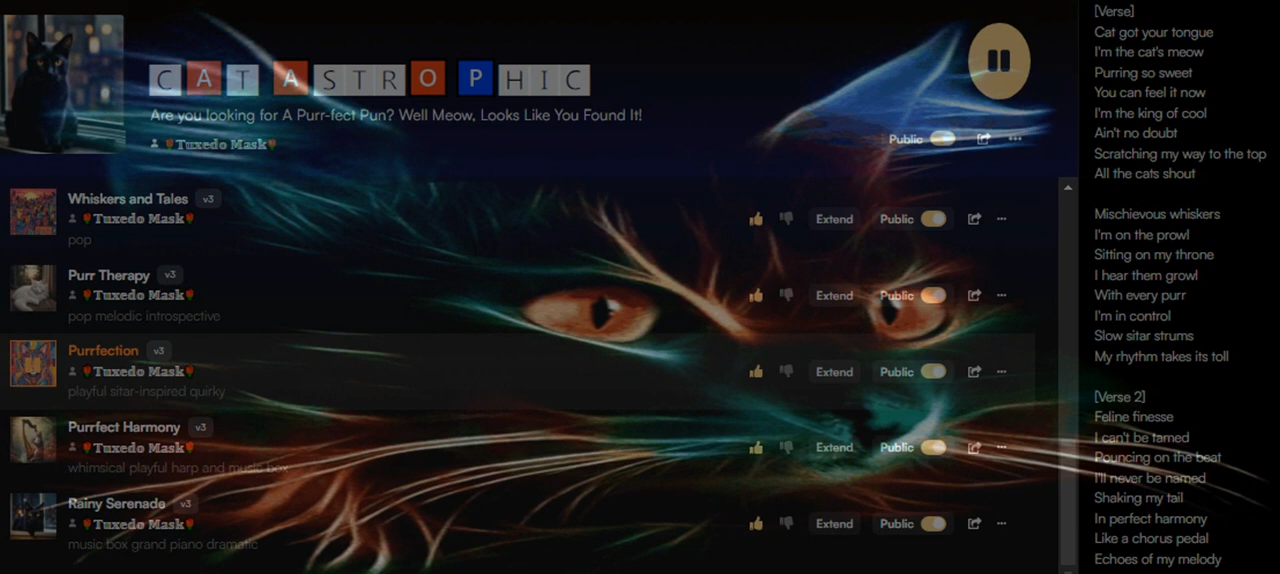 CAT ASTROPHIC
Are you looking for A Purr-fect Pun? Well Meow, Looks Like You Found It!
🌹Tuxedo Mask🌹
Public
Whiskers and Tales v3
🌹Tuxedo Mask🌹
pop
Extend Public
Purr Therapy v3
🌹Tuxedo Mask🌹
pop melodic introspective
Extend Public
Purrfection v3
🌹Tuxedo Mask🌹
playful sitar-inspired quirky
Extend Public
Purrfect Harmony v3
🌹Tuxedo Mask🌹
whimsical playful harp and music box
Extend Public
Rainy Serenade v3
🌹Tuxedo Mask🌹
music box grand piano dramatic
Extend Public
[Verse]
Cat got your tongue
I'm the cat's meow
Purring so sweet
You can feel it now
I'm the king of cool
Ain't no doubt
Scratching my way to the top
All the cats shout
Mischievous whiskers
I'm on the prowl
Sitting on my throne
I hear them growl
With every purr
I'm in control
Slow sitar strums
My rhythm takes its toll
[Verse 2]
Feline finesse
I can't be tamed
Pouncing on the beat
I'll never be named
Shaking my tail
In perfect harmony
Like a chorus pedal
Echoes of my melody